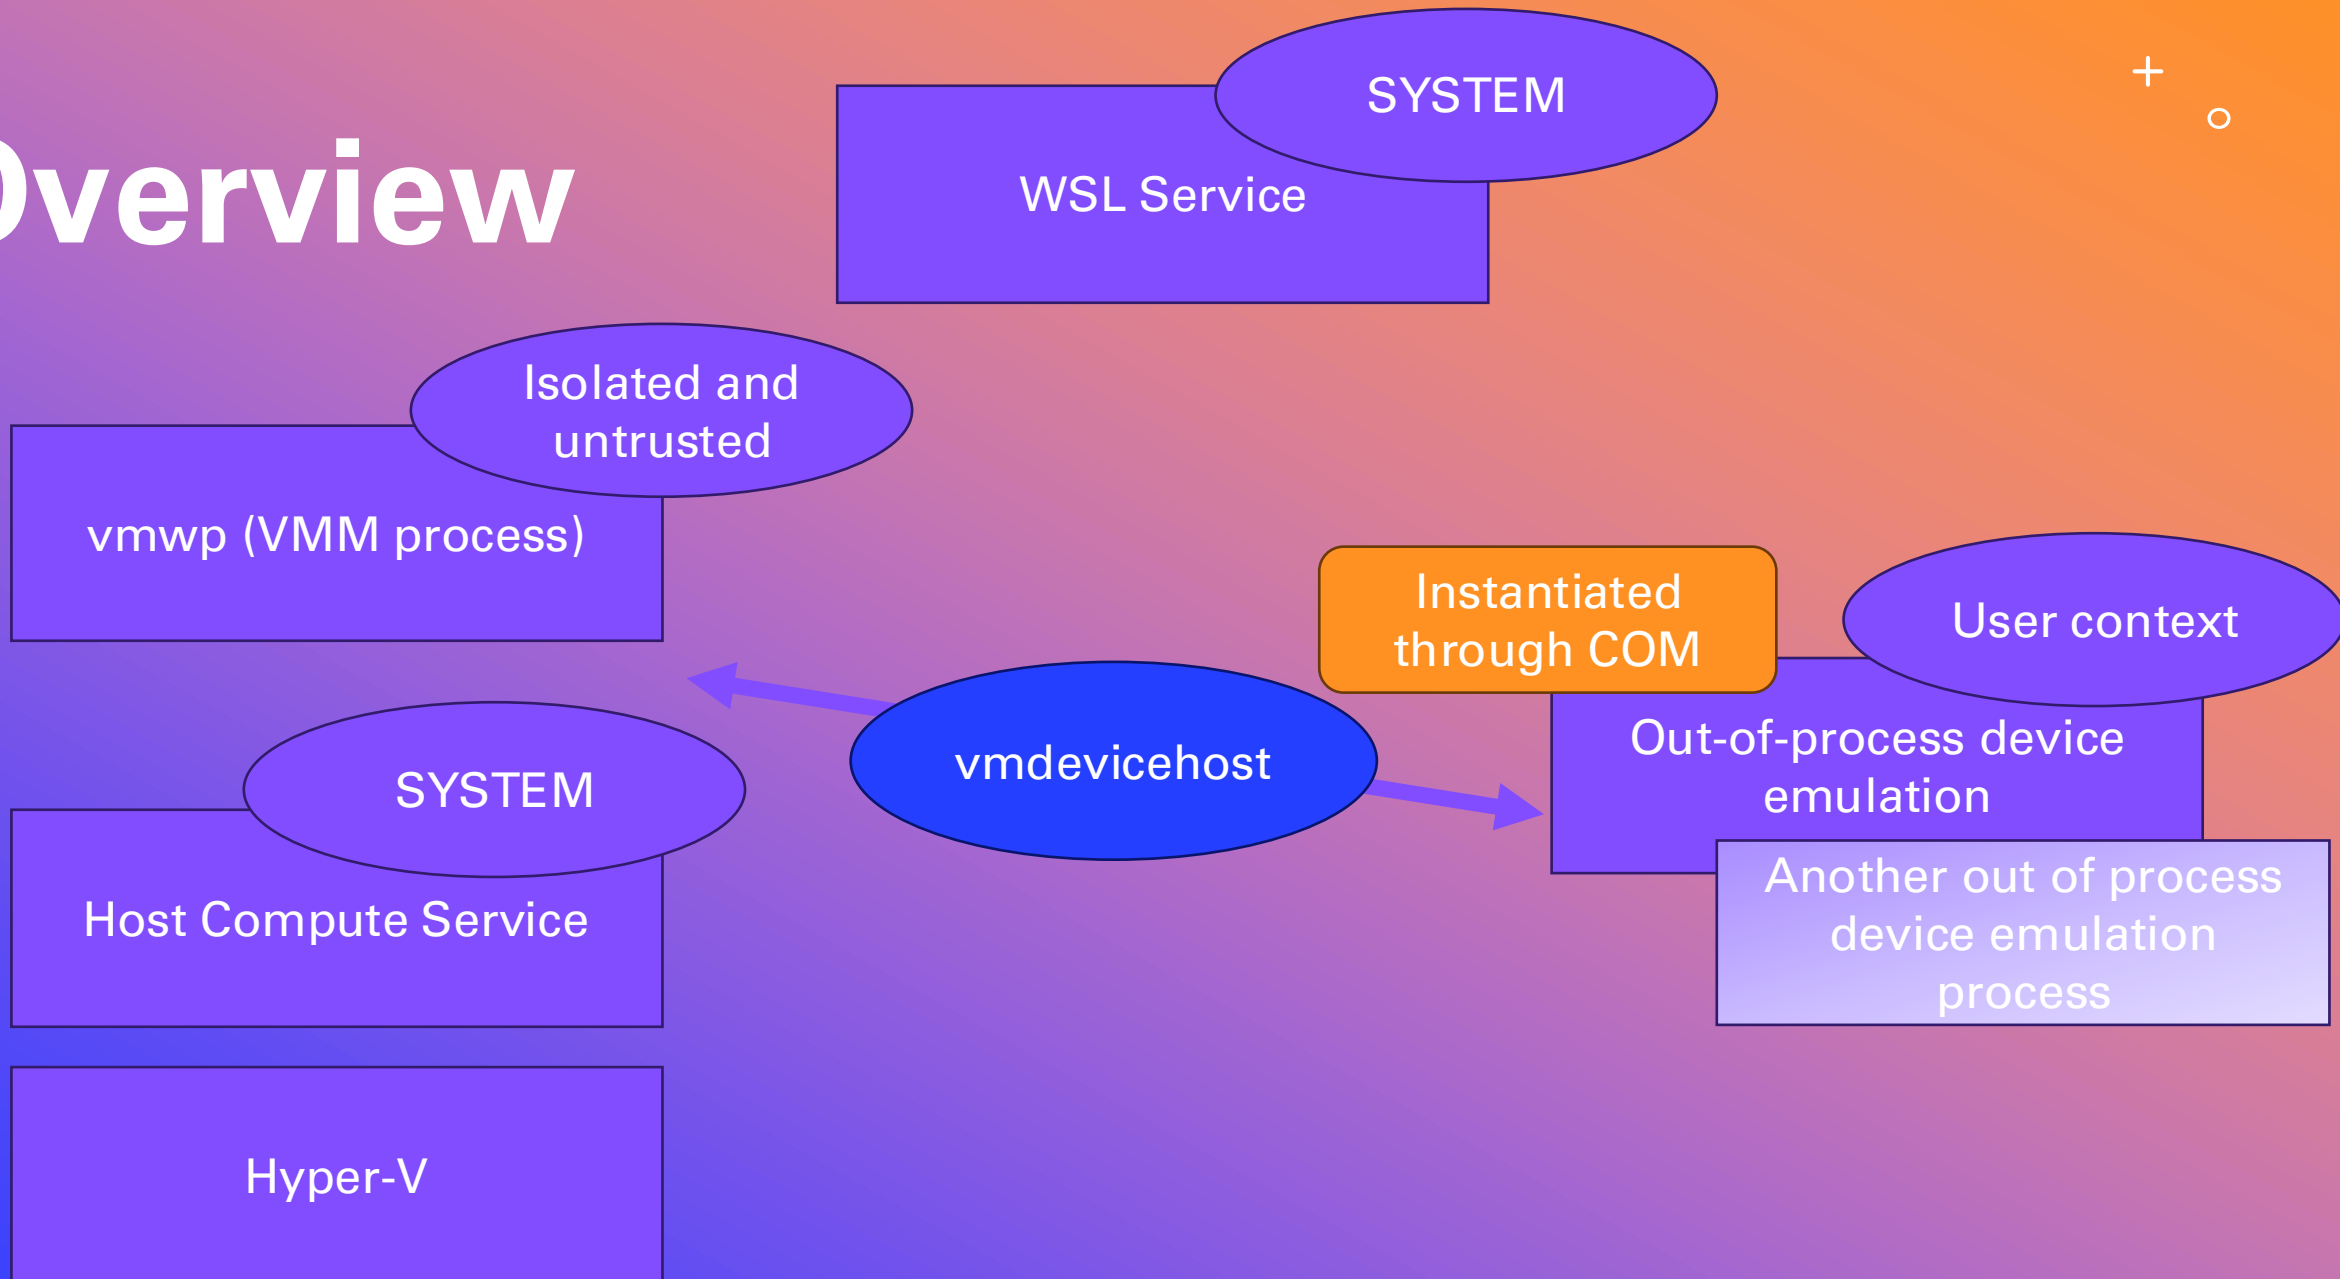 Overview
SYSTEM
WSL Service
Isolated and
untrusted
vmwp (VMM process)
Instantiated
through COM
User context
vmdevicehost
Out-of-process device
emulation
SYSTEM
Host Compute Service
Another out of process
device emulation
process
Hyper-V